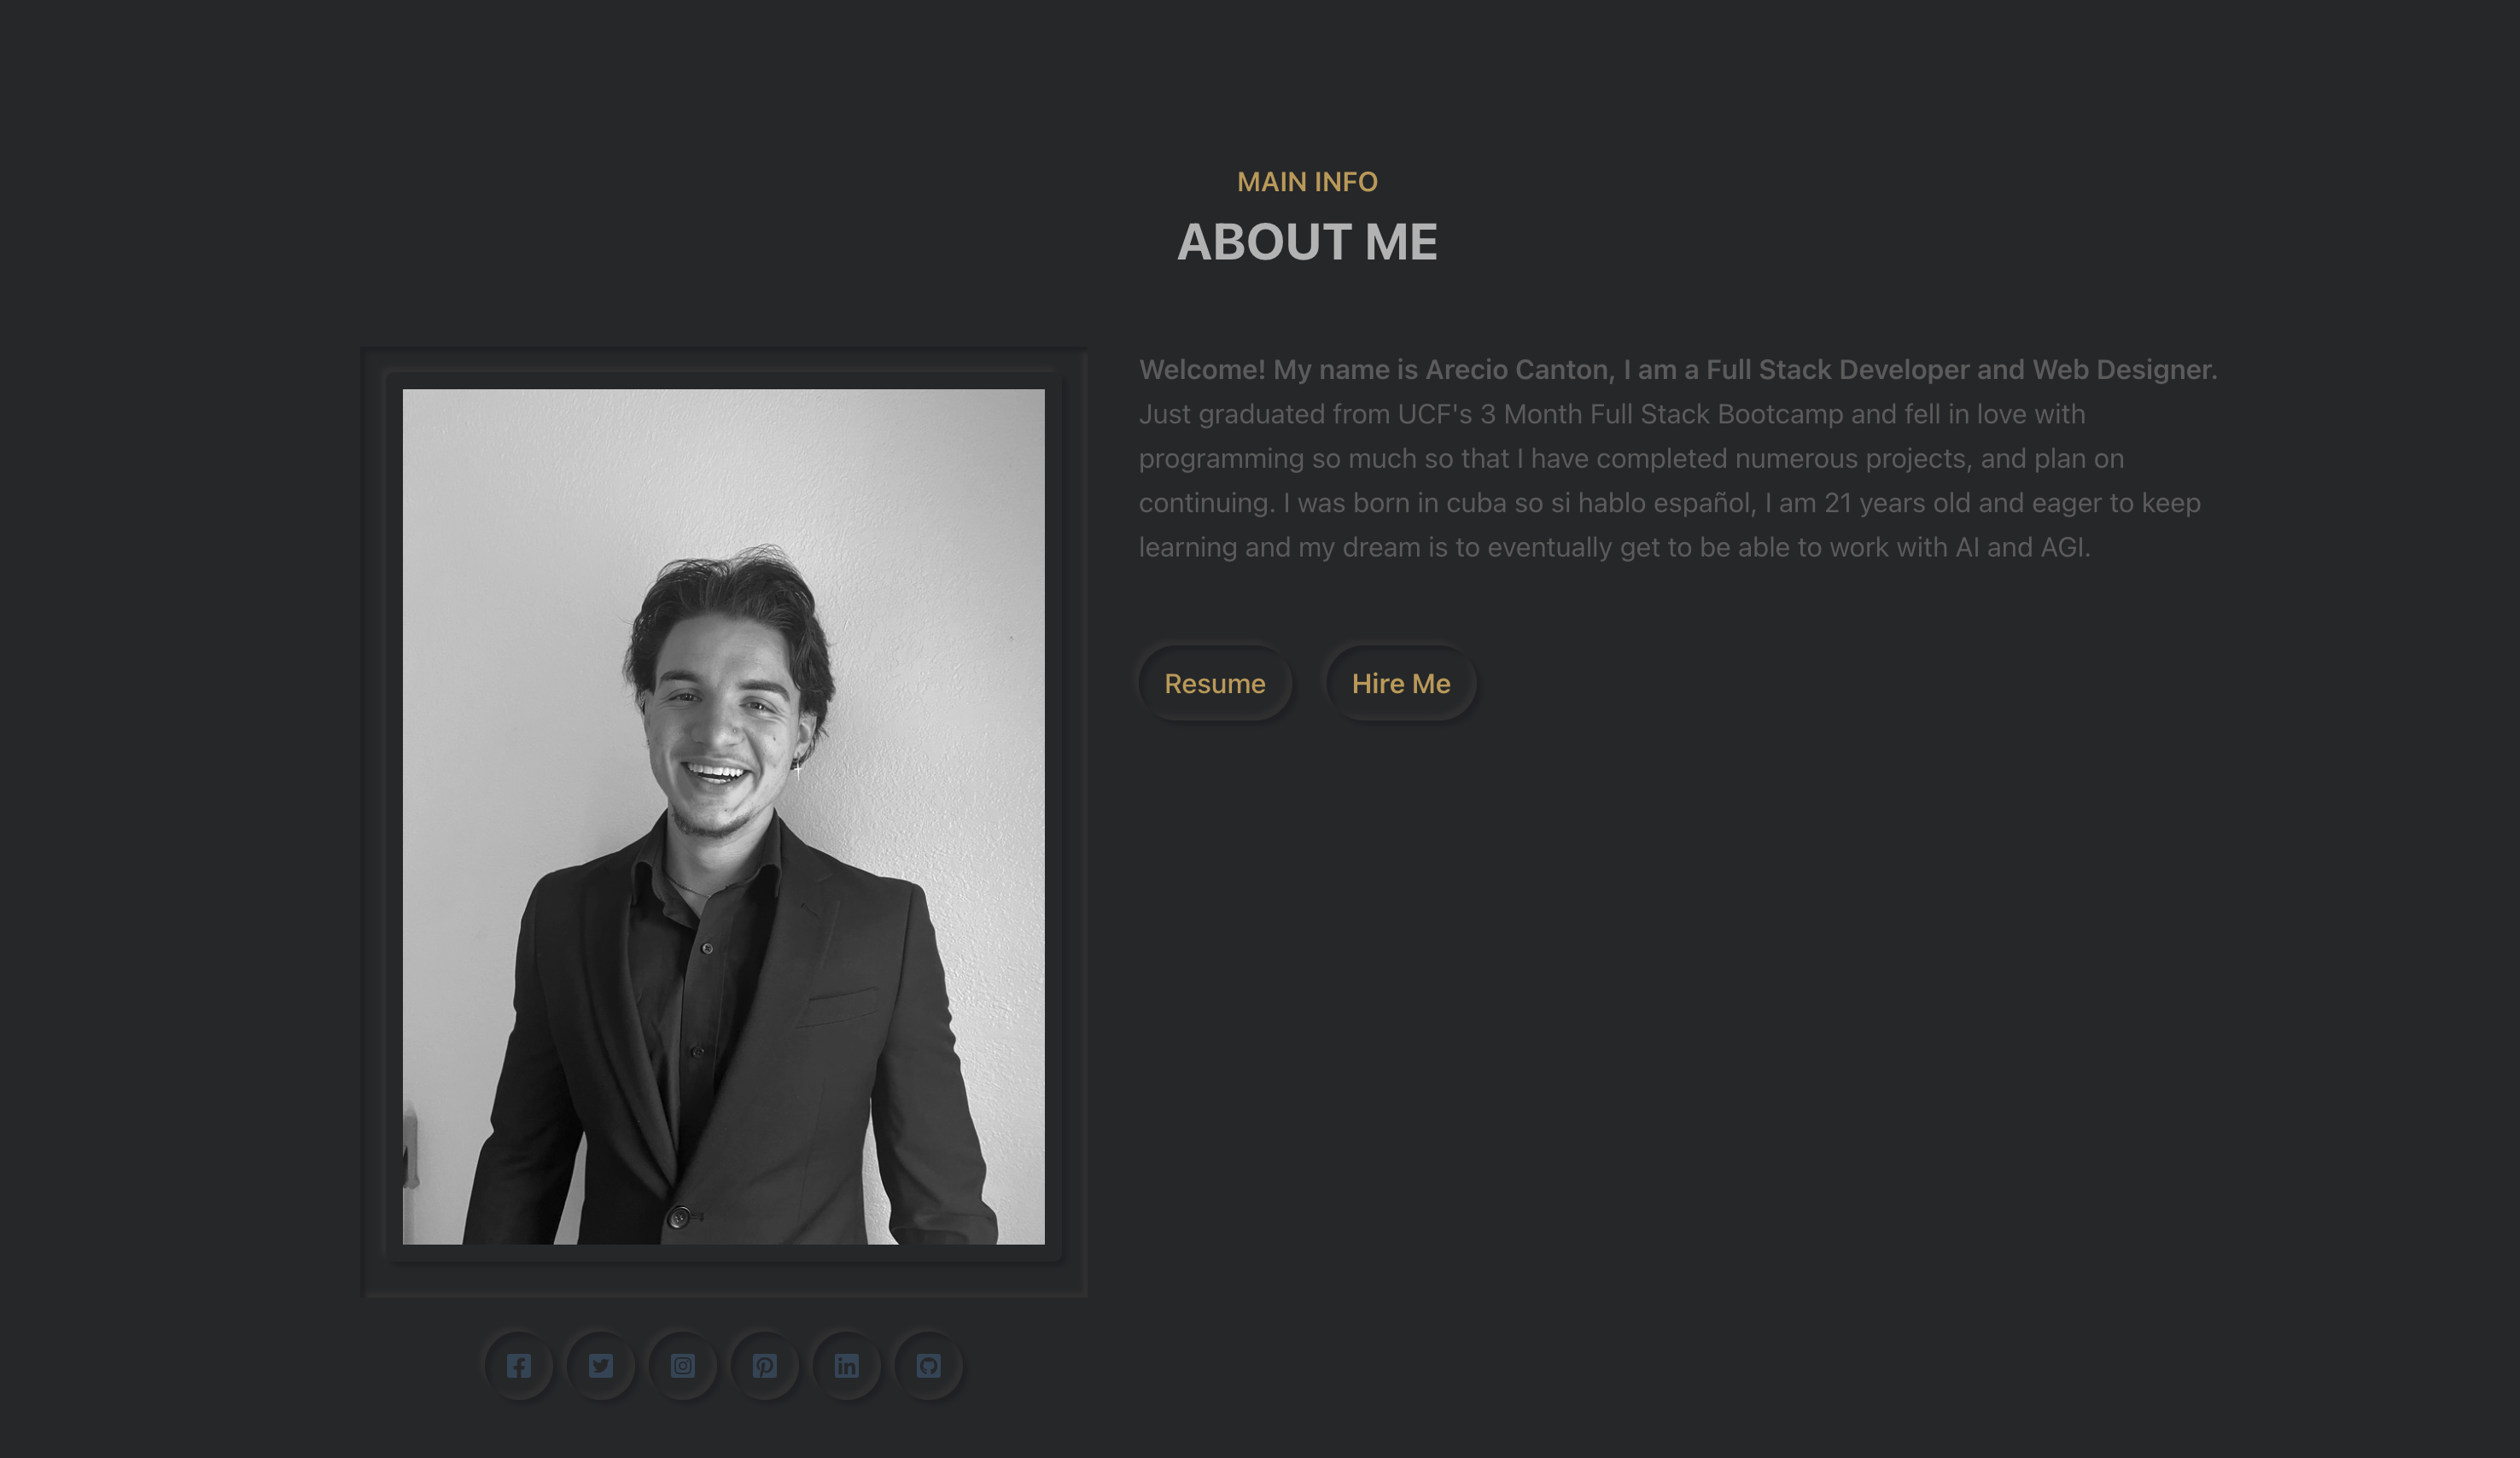 MAIN INFO
ABOUT ME
Welcome! My name is Arecio Canton, I am a Full Stack Developer and Web Designer.
Just graduated from UCF's 3 Month Full Stack Bootcamp and fell in love with
programming so much so that I have completed numerous projects, and plan on
continuing. I was born in cuba so si hablo español, I am 21 years old and eager to keep
learning and my dream is to eventually get to be able to work with AI and AGI.
Resume
Hire Me